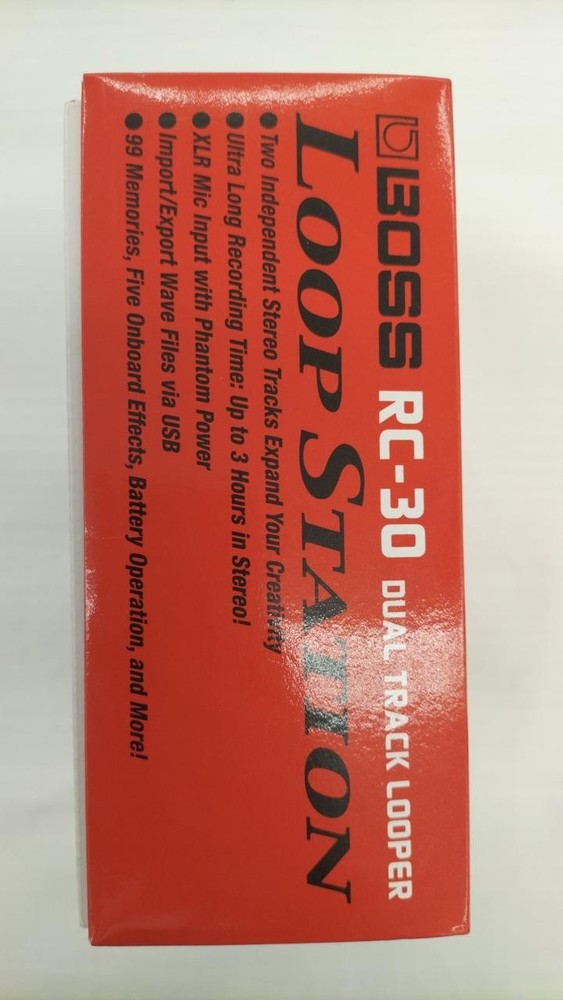 BOSS RC-30 DUAL TRACK LOOPER
LOOP STATION
● Two Independent Stereo Tracks Expand Your Creativity
● Ultra Long Recording Time: Up to 3 Hours in Stereo!
● XLR Mic Input with Phantom Power
● Import/Export Wave Files via USB
● 99 Memories, Five Onboard Effects, Battery Operation, and More!